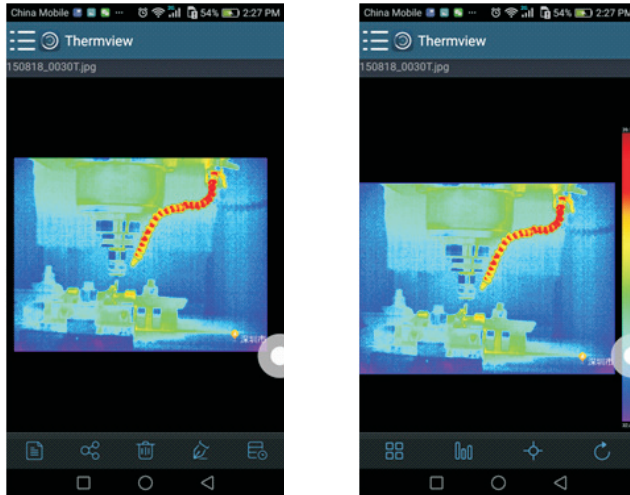 China Mobile 54% 2:27 PM
Thermview
150818_0030T.jpg
深圳市
China Mobile 54% 2:27 PM
Thermview
150818_0030T.jpg
深圳市